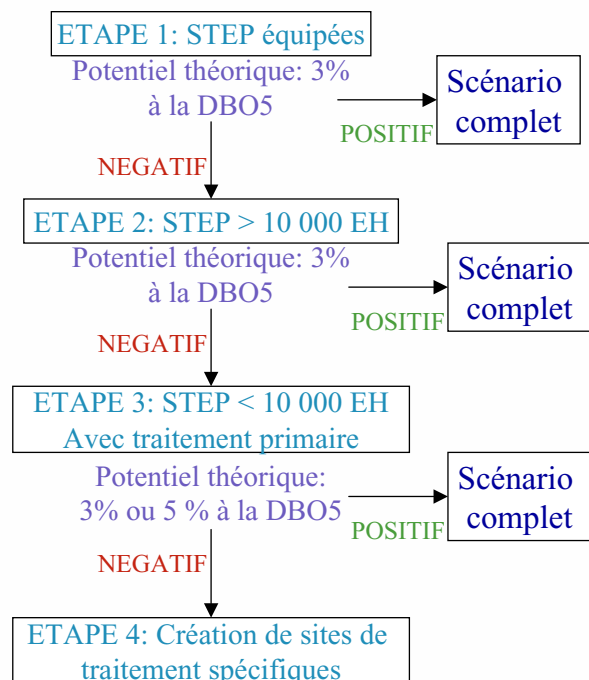 ETAPE 1: STEP équipées
Potentiel théorique: 3%
à la DBO5
Scénario
complet
POSITIF
NEGATIF
ETAPE 2: STEP > 10 000 EH
Potentiel théorique: 3%
à la DBO5
Scénario
complet
POSITIF
NEGATIF
ETAPE 3: STEP < 10 000 EH
Avec traitement primaire
Potentiel théorique:
3% ou 5 % à la DBO5
Scénario
complet
POSITIF
NEGATIF
ETAPE 4: Création de sites de
traitement spécifiques